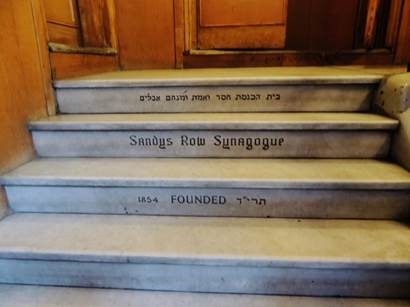 בית הכנסת חסד ואמת ומנחם אבלים
Sandys Row Synagogue
1854 FOUNDED תרי״ד